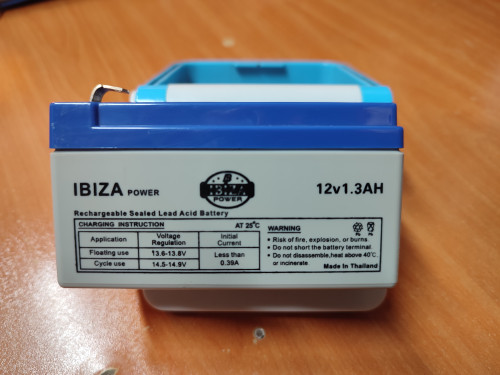 IBIZA POWER
IBIZA
POWER
12v1.3AH
Rechargeable Sealed Lead Acid Battery
CHARGING INSTRUCTION AT 25°C
Application Voltage Regulation Initial Current
Floating use 13.6-13.8V Less than 0.39A
Cycle use 14.5-14.9V
WARNING
• Risk of fire, explosion, or burns.
• Do not short the battery terminal
• Do not disassemble,heat above 40°C,
or incinerate
Pb
Made In Thailand